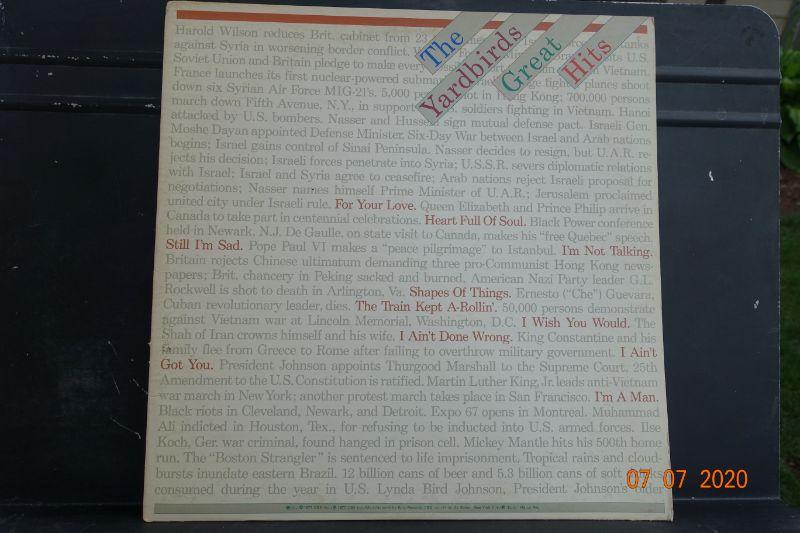 The
Yardbirds
Great
Hits
Harold Wilson reduces Brit. cabinet from 23
against Syria in worsening border conflict.
Soviet Union and Britain pledge to make every Vietnam.
France launches its first nuclear-powered submar fighter planes shoot
down six Syrian Air Force MIG-21's. 5,000 riot in Hong Kong; 700,000 persons
march down Fifth Avenue, N.Y., in support soldiers fighting in Vietnam. Hanoi
attacked by U.S. bombers. Nasser and Hussein sign mutual defense pact. Israeli Gen.
Moshe Dayan appointed Defense Minister. Six-Day War between Israel and Arab nations
begins; Israel gains control of Sinai Peninsula. Nasser decides to resign, but U.A.R. re-
jects his decision; Israeli forces penetrate into Syria; U.S.S.R. severs diplomatic relations
with Israel; Israel and Syria agree to ceasefire; Arab nations reject Israeli proposal for
negotiations; Nasser names himself Prime Minister of U.A.R.; Jerusalem proclaimed
united city under Israeli rule. For Your Love. Queen Elizabeth and Prince Philip arrive in
Canada to take part in centennial celebrations. Heart Full Of Soul. Black Power conference
held in Newark, N.J. De Gaulle, on state visit to Canada, makes his "free Quebec" speech.
Still I'm Sad. Pope Paul VI makes a "peace pilgrimage" to Istanbul. I'm Not Talking.
Britain rejects Chinese ultimatum demanding three pro-Communist Hong Kong news-
papers; Brit. chancery in Peking sacked and burned. American Nazi Party leader G.L.
Rockwell is shot to death in Arlington, Va. Shapes Of Things. Ernesto ("Che") Guevara,
Cuban revolutionary leader, dies. The Train Kept A-Rollin'. 50,000 persons demonstrate
against Vietnam war at Lincoln Memorial, Washington, D.C. I Wish You Would. The
Shah of Iran crowns himself and his wife. I Ain't Done Wrong. King Constantine and his
family flee from Greece to Rome after failing to overthrow military government. I Ain't
Got You. President Johnson appoints Thurgood Marshall to the Supreme Court. 25th
Amendment to the U.S. Constitution is ratified. Martin Luther King, Jr. leads anti-Vietnam
war march in New York; another protest march takes place in San Francisco. I'm A Man.
Black riots in Cleveland, Newark, and Detroit. Expo 67 opens in Montreal. Muhammad
Ali indicted in Houston, Tex., for refusing to be inducted into U.S. armed forces. Ilse
Koch, Ger. war criminal, found hanged in prison cell. Mickey Mantle hits his 500th home
run. The "Boston Strangler" is sentenced to life imprisonment. Tropical rains and cloud-
bursts inundate eastern Brazil. 12 billion cans of beer and 5.3 billion cans of soft
consumed during the year in U.S. Lynda Bird Johnson, President Johnson's older
07 07 2020